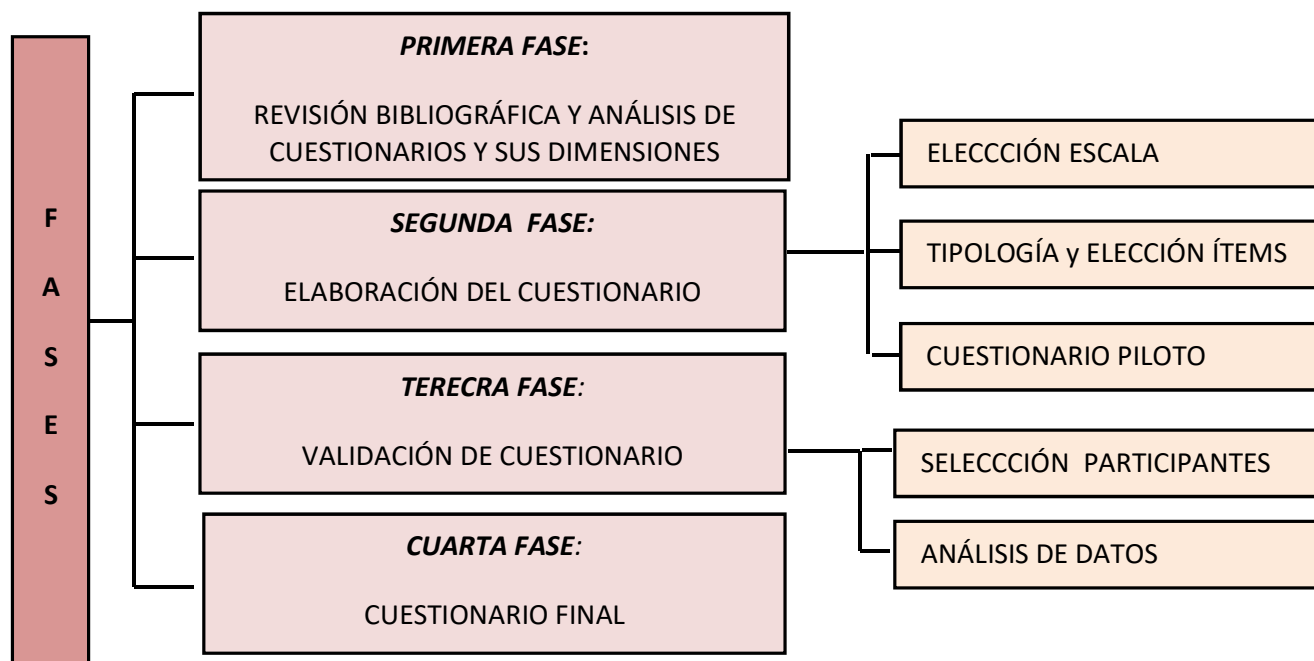 F
A
S
E
S
PRIMERA FASE:
REVISIÓN BIBLIOGRÁFICA Y ANÁLISIS DE
CUESTIONARIOS Y SUS DIMENSIONES
SEGUNDA FASE:
ELABORACIÓN DEL CUESTIONARIO
ELECCCIÓN ESCALA
TIPOLOGÍA y ELECCIÓN ÍTEMS
CUESTIONARIO PILOTO
TERECRA FASE:
VALIDACIÓN DE CUESTIONARIO
SELECCCIÓN PARTICIPANTES
ANÁLISIS DE DATOS
CUARTA FASE:
CUESTIONARIO FINAL